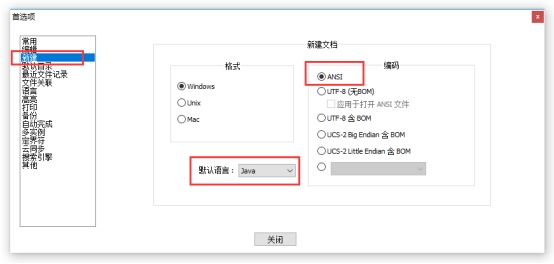 首选项
x
常用
编辑
新建
默认目录
最近文件记录
文件关联
语言
高亮
打印
备份
自动完成
多实例
定界符
云同步
搜索引擎
其他
新建文档
格式
Windows
Unix
Mac
默认语言：
Java
编码
ANSI
UTF-8 (无BOM)
应用于打开 ANSI 文件
UTF-8 含 BOM
UCS-2 Big Endian 含 BOM
UCS-2 Little Endian 含 BOM
关闭